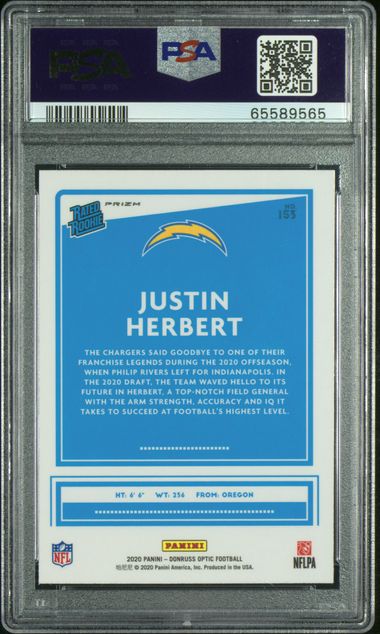 PSA
PSA
65589565
RATED
ROOKIE
PRIZM
NO.
153
JUSTIN
HERBERT
THE CHARGERS SAID GOODBYE TO ONE OF THEIR
FRANCHISE LEGENDS DURING THE 2020 OFFSEASON,
WHEN PHILIP RIVERS LEFT FOR INDIANAPOLIS. IN
THE 2020 DRAFT, THE TEAM WAVED HELLO TO ITS
FUTURE IN HERBERT, A TOP-NOTCH FIELD GENERAL
WITH THE ARM STRENGTH, ACCURACY AND IQ IT
TAKES TO SUCCEED AT FOOTBALL'S HIGHEST LEVEL.
HT: 6' 6" WT: 236 FROM: OREGON
NFL
PANINI
2020 PANINI – DONRUSS OPTIC FOOTBALL
帕尼尼 © 2020 Panini America, Inc. Produced in the USA.
NFLPA